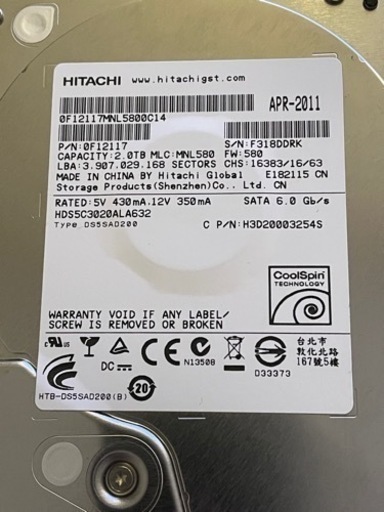 HITACHI www.hitachigst.com
APR-2011
0F12117MNL5800C14
P/N:0F12117 S/N:F318DDRK
CAPACITY:2.0TB MLC:MNL580 FW:580
LBA:3.907.029.168 SECTORS CHS:16383/16/63
MADE IN CHINA BY Hitachi Global E182115 CN
Storage Products(Shenzhen)Co., Ltd. CN
RATED:5V 430mA.12V 350mA SATA 6.0 Gb/s
HDS5C3020ALA632
Type DS5SAD200 C P/N:H3D20003254S
CoolSpin
TECHNOLOGY
WARRANTY VOID IF ANY LABEL/
SCREW IS REMOVED OR BROKEN
DC
N13508
D33373
台北市
敦化北路
167號5樓
HTB-DS5SAD200(B)
20